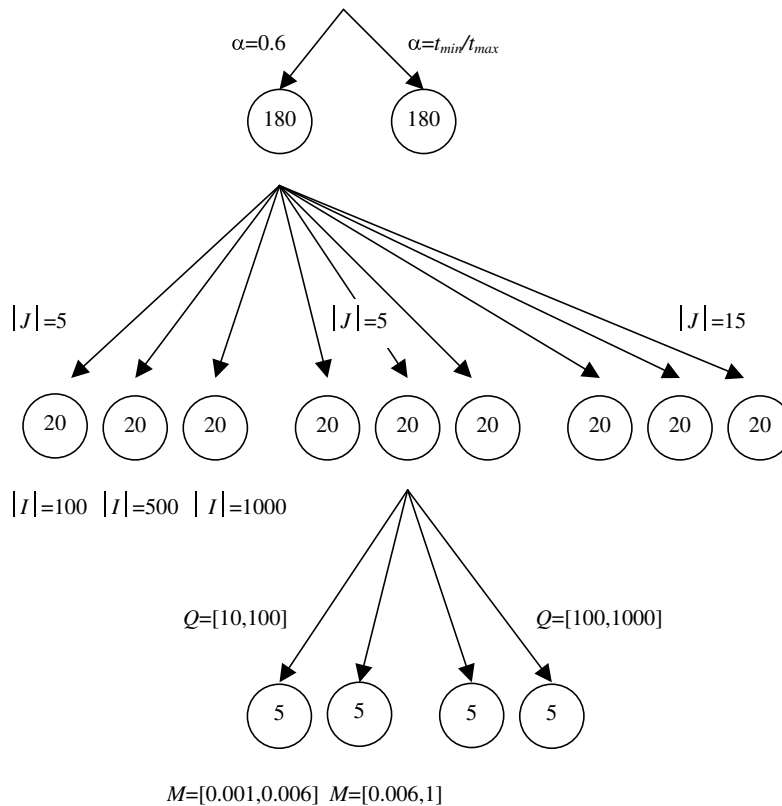 α=0.6 α=tmin/tmax
180 180
|J|=5 |J|=5 |J|=15
20 20 20 20 20 20 20 20 20
|I|=100 |I|=500 |I|=1000
Q=[10,100] Q=[100,1000]
5 5 5 5
M=[0.001,0.006] M=[0.006,1]